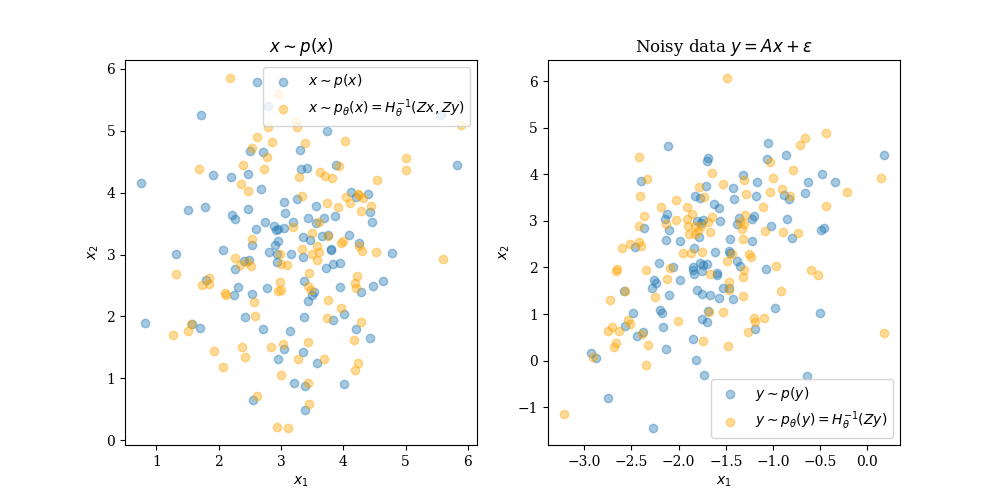 x ∼ p(x)
x ∼ p(x)
x ∼ p_θ(x) = H_θ^{-1}(Zx, Zy)
6
5
4
3
2
1
0
x_2
1 2 3 4 5 6
x_1
Noisy data y = Ax + ε
6
5
4
3
2
1
0
−1
x_2
y ∼ p(y)
y ∼ p_θ(y) = H_θ^{-1}(Zy)
−3.0 −2.5 −2.0 −1.5 −1.0 −0.5 0.0
x_1